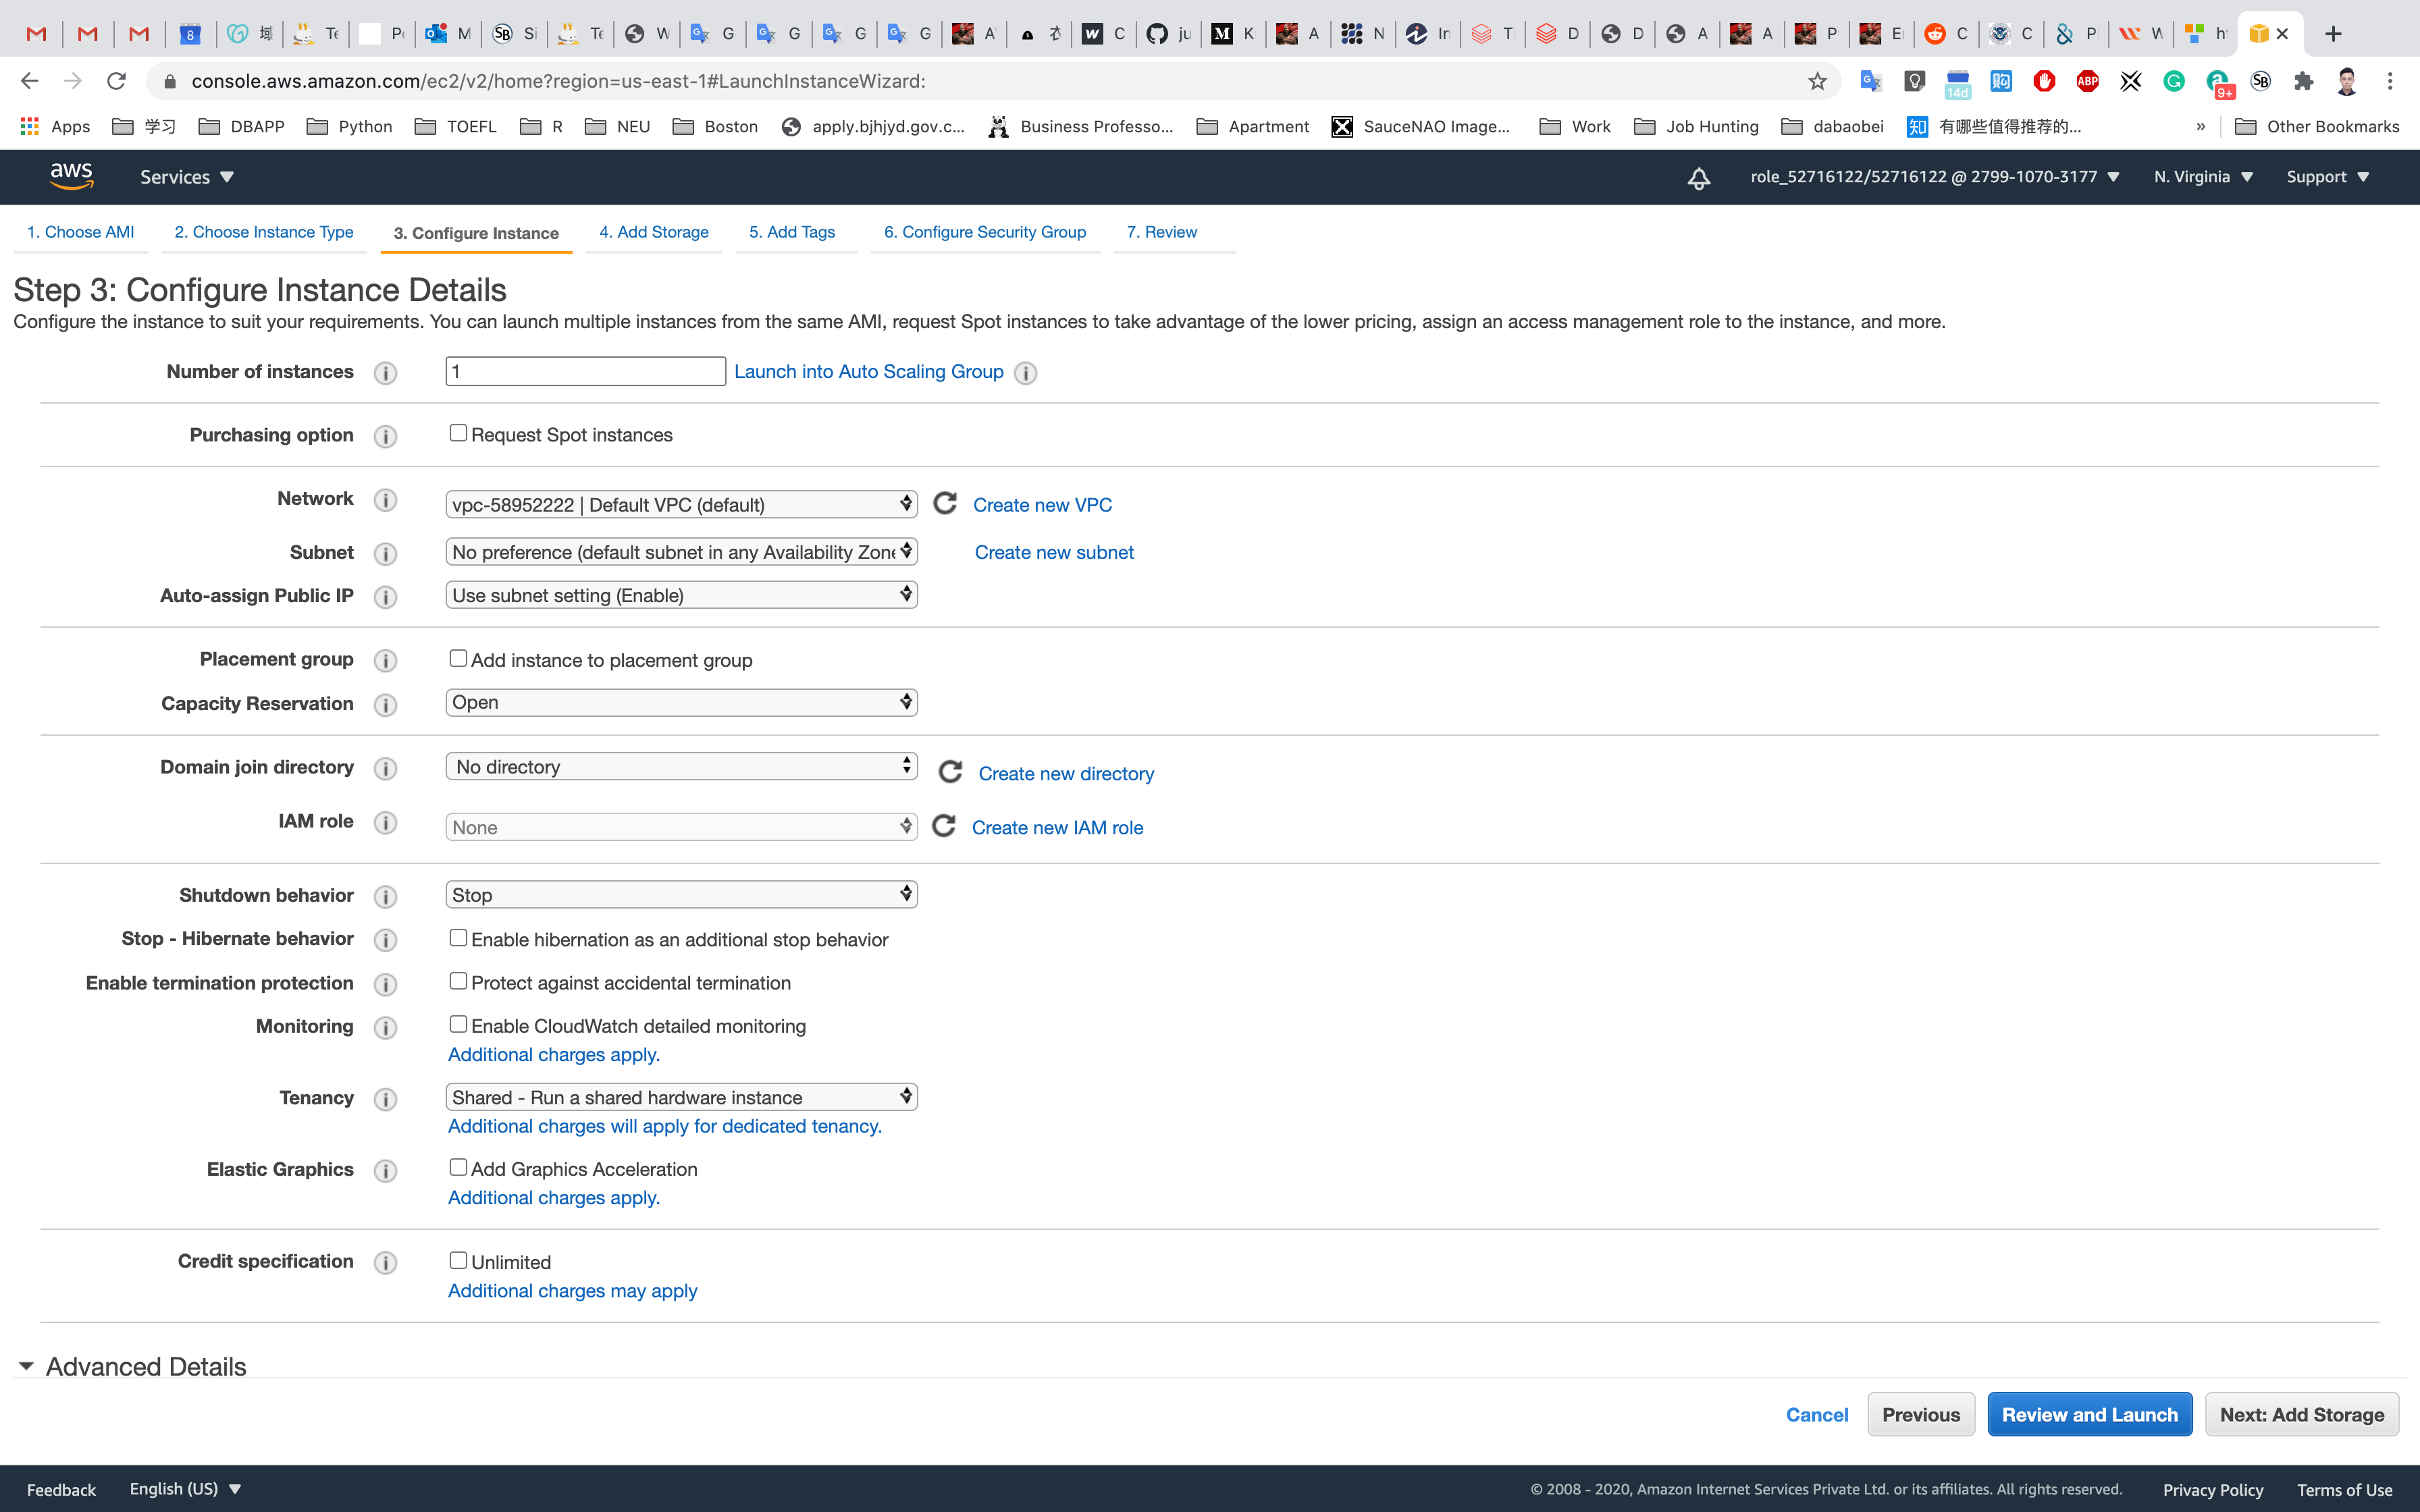 8 域 Te P M SB Si Te W G G G G A 衣 w C ju M K A N In T D D A A P E C C P W h
console.aws.amazon.com/ec2/v2/home?region=us-east-1#LaunchInstanceWizard:
14d ABP 9+ SB
Apps 学习 DBAPP Python TOEFL R NEU Boston apply.bjhjyd.gov.c... Business Professo... Apartment SauceNAO Image... Work Job Hunting dabaobei 知 有哪些值得推荐的... » Other Bookmarks
aws Services role_52716122/52716122 @ 2799-1070-3177 N. Virginia Support
1. Choose AMI 2. Choose Instance Type 3. Configure Instance 4. Add Storage 5. Add Tags 6. Configure Security Group 7. Review
Step 3: Configure Instance Details
Configure the instance to suit your requirements. You can launch multiple instances from the same AMI, request Spot instances to take advantage of the lower pricing, assign an access management role to the instance, and more.
Number of instances 1 Launch into Auto Scaling Group
Purchasing option Request Spot instances
Network vpc-58952222 | Default VPC (default) Create new VPC
Subnet No preference (default subnet in any Availability Zone Create new subnet
Auto-assign Public IP Use subnet setting (Enable)
Placement group Add instance to placement group
Capacity Reservation Open
Domain join directory No directory Create new directory
IAM role None Create new IAM role
Shutdown behavior Stop
Stop - Hibernate behavior Enable hibernation as an additional stop behavior
Enable termination protection Protect against accidental termination
Monitoring Enable CloudWatch detailed monitoring
Additional charges apply.
Tenancy Shared - Run a shared hardware instance
Additional charges will apply for dedicated tenancy.
Elastic Graphics Add Graphics Acceleration
Additional charges apply.
Credit specification Unlimited
Additional charges may apply
Advanced Details
Cancel Previous Review and Launch Next: Add Storage
Feedback English (US) © 2008 - 2020, Amazon Internet Services Private Ltd. or its affiliates. All rights reserved. Privacy Policy Terms of Use